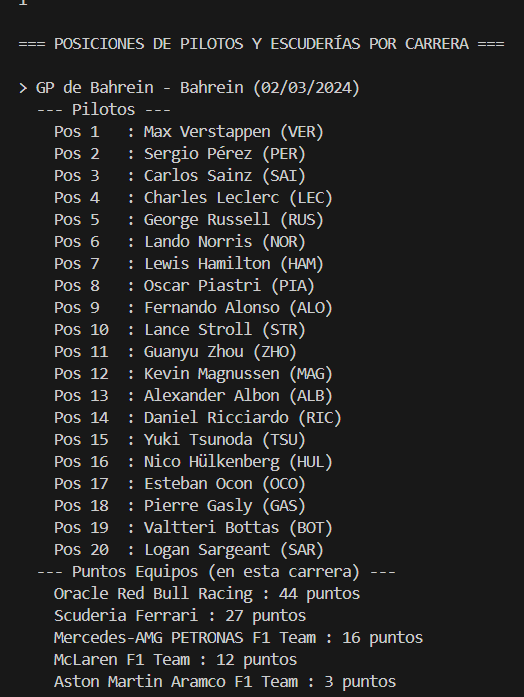 === POSICIONES DE PILOTOS Y ESCUDERÍAS POR CARRERA ===
> GP de Bahrein - Bahrein (02/03/2024)
--- Pilotos ---
Pos 1 : Max Verstappen (VER)
Pos 2 : Sergio Pérez (PER)
Pos 3 : Carlos Sainz (SAI)
Pos 4 : Charles Leclerc (LEC)
Pos 5 : George Russell (RUS)
Pos 6 : Lando Norris (NOR)
Pos 7 : Lewis Hamilton (HAM)
Pos 8 : Oscar Piastri (PIA)
Pos 9 : Fernando Alonso (ALO)
Pos 10 : Lance Stroll (STR)
Pos 11 : Guanyu Zhou (ZHO)
Pos 12 : Kevin Magnussen (MAG)
Pos 13 : Alexander Albon (ALB)
Pos 14 : Daniel Ricciardo (RIC)
Pos 15 : Yuki Tsunoda (TSU)
Pos 16 : Nico Hülkenberg (HUL)
Pos 17 : Esteban Ocon (OCO)
Pos 18 : Pierre Gasly (GAS)
Pos 19 : Valtteri Bottas (BOT)
Pos 20 : Logan Sargeant (SAR)
--- Puntos Equipos (en esta carrera) ---
Oracle Red Bull Racing : 44 puntos
Scuderia Ferrari : 27 puntos
Mercedes-AMG PETRONAS F1 Team : 16 puntos
McLaren F1 Team : 12 puntos
Aston Martin Aramco F1 Team : 3 puntos